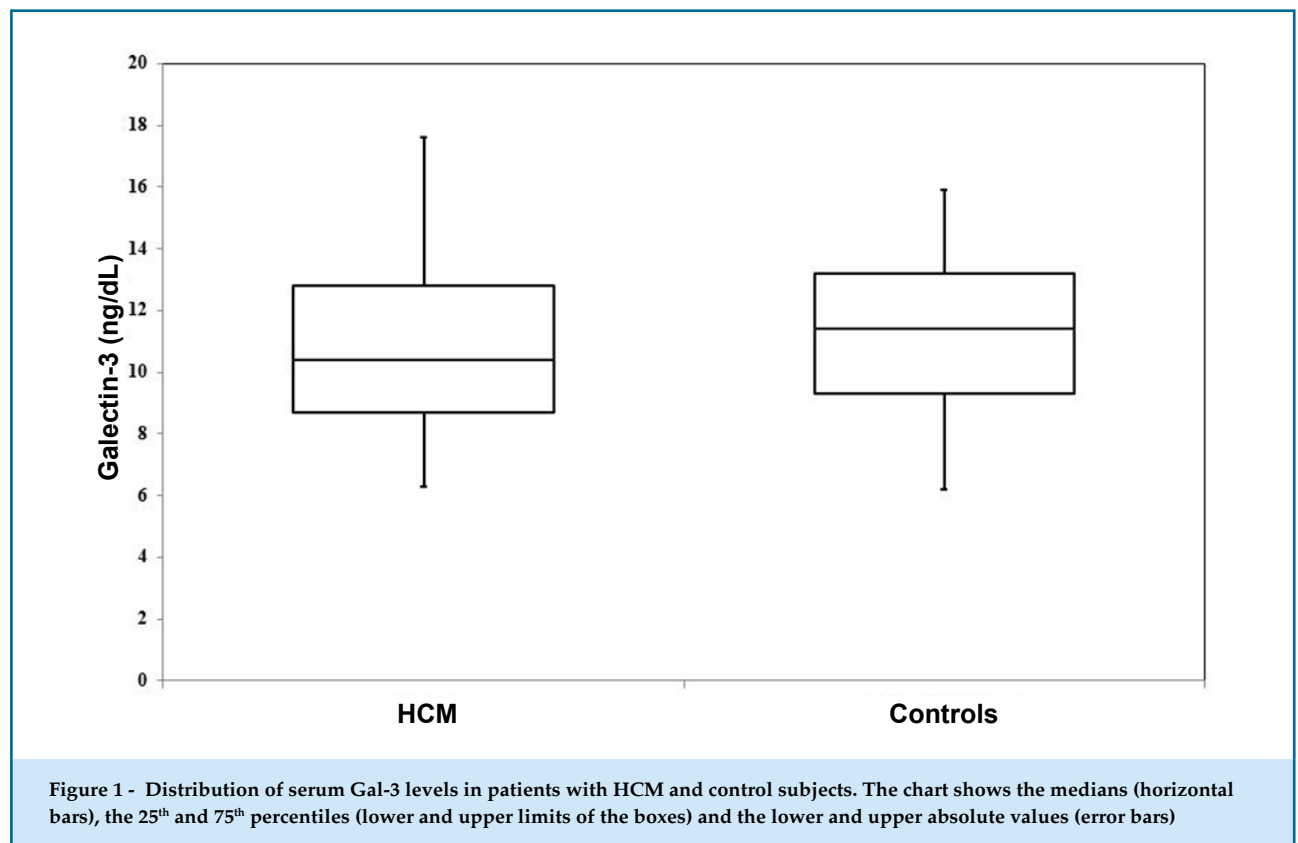 20
18
16
14
12
10
8
6
4
2
0
Galectin-3 (ng/dL)
HCM Controls
Figure 1 - Distribution of serum Gal-3 levels in patients with HCM and control subjects. The chart shows the medians (horizontal
bars), the 25th and 75th percentiles (lower and upper limits of the boxes) and the lower and upper absolute values (error bars)